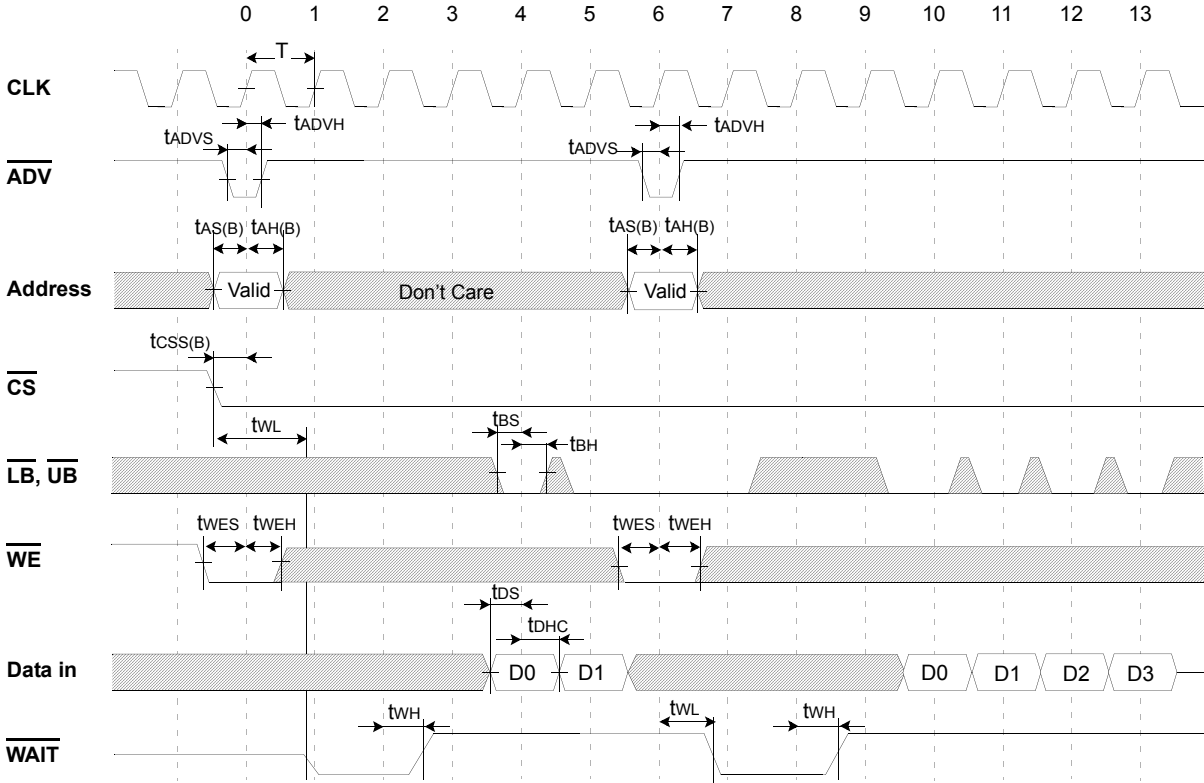 0 1 2 3 4 5 6 7 8 9 10 11 12 13
T
CLK
tADVH
tADVH
tADVS
tADVS
ADV
tAS(B) tAH(B)
tAS(B) tAH(B)
Address
Valid
Don't Care
Valid
tCSS(B)
CS
tWL
tBS
tBH
LB, UB
tWES tWEH
tWES tWEH
WE
tDS
tDHC
Data in
D0 D1
D0 D1 D2 D3
tWH
tWL
tWH
WAIT